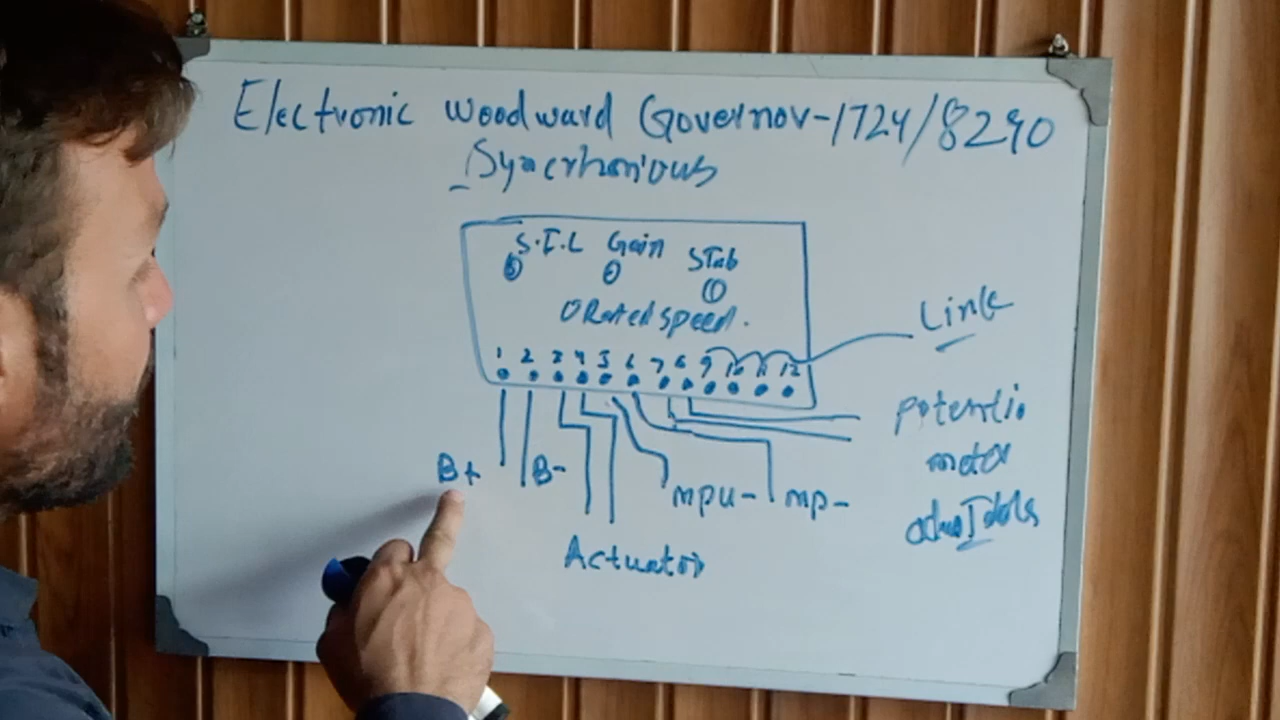 Electronic Woodward Governor-1724/8290
Syncrhonious
S.I.L Gain STab
Rated speed.
1 2 3 4 5 6 7 8 9 10 11 12
Link
potentio
meter
B+ B- mpu- mp-
Actuator